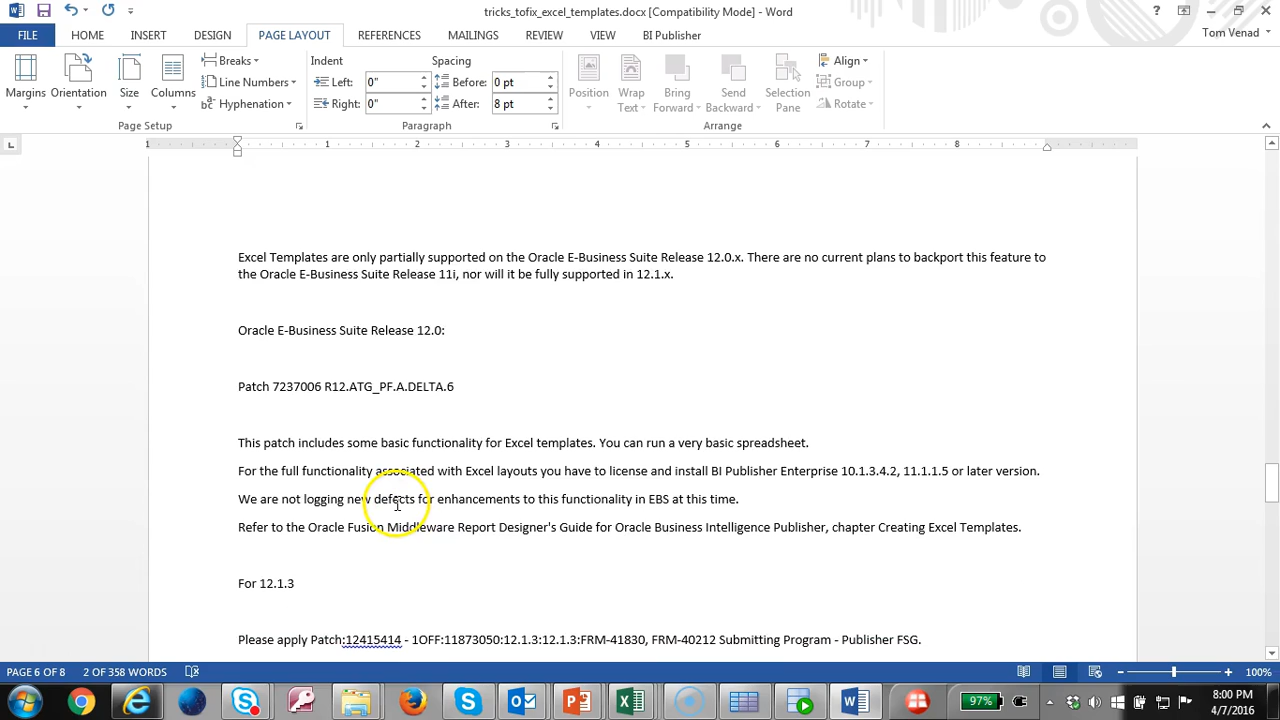 tricks_tofix_excel_templates.docx [Compatibility Mode] - Word
FILE HOME INSERT DESIGN PAGE LAYOUT REFERENCES MAILINGS REVIEW VIEW BI Publisher Tom Venad
Margins Orientation Size Columns
Breaks
Line Numbers
Hyphenation
Page Setup
Indent
Left: 0"
Right: 0"
Spacing
Before: 0 pt
After: 8 pt
Paragraph
Position Wrap Text Bring Forward Send Backward Selection Pane
Align
Group
Rotate
Arrange
1 1 2 3 4 5 6 7 8
Excel Templates are only partially supported on the Oracle E-Business Suite Release 12.0.x. There are no current plans to backport this feature to
the Oracle E-Business Suite Release 11i, nor will it be fully supported in 12.1.x.
Oracle E-Business Suite Release 12.0:
Patch 7237006 R12.ATG_PF.A.DELTA.6
This patch includes some basic functionality for Excel templates. You can run a very basic spreadsheet.
For the full functionality associated with Excel layouts you have to license and install BI Publisher Enterprise 10.1.3.4.2, 11.1.1.5 or later version.
We are not logging new defects for enhancements to this functionality in EBS at this time.
Refer to the Oracle Fusion Middleware Report Designer's Guide for Oracle Business Intelligence Publisher, chapter Creating Excel Templates.
For 12.1.3
Please apply Patch:12415414 - 1OFF:11873050:12.1.3:12.1.3:FRM-41830, FRM-40212 Submitting Program - Publisher FSG.
PAGE 6 OF 8 2 OF 358 WORDS 100%
97% 8:00 PM
4/7/2016